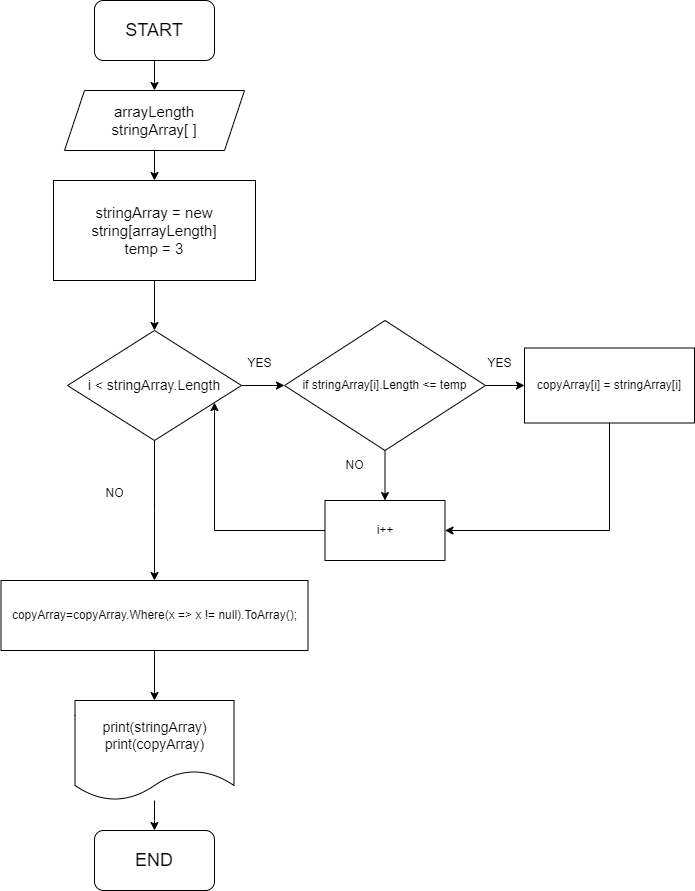 START
arrayLength
stringArray[ ]
stringArray = new
string[arrayLength]
temp = 3
i < stringArray.Length
YES
if stringArray[i].Length <= temp
YES
copyArray[i] = stringArray[i]
NO
i++
NO
copyArray=copyArray.Where(x => x != null).ToArray();
print(stringArray)
print(copyArray)
END